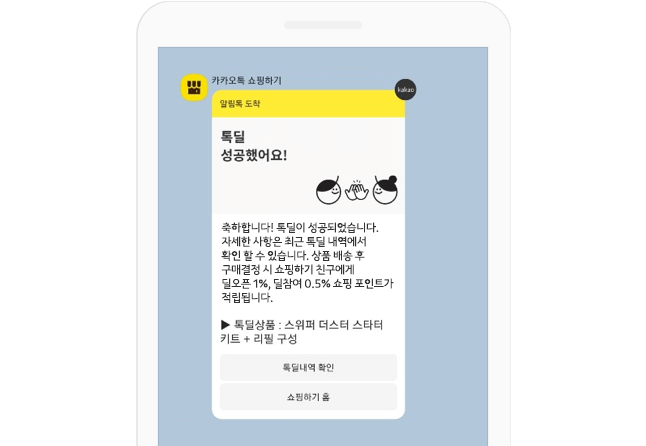 카카오톡 쇼핑하기
kakao
알림톡 도착
톡딜
성공했어요!
축하합니다! 톡딜이 성공되었습니다.
자세한 사항은 최근 톡딜 내역에서
확인 할 수 있습니다. 상품 배송 후
구매결정 시 쇼핑하기 친구에게
딜오픈 1%, 딜참여 0.5% 쇼핑 포인트가
적립됩니다.
▶ 톡딜상품 : 스위퍼 더스터 스타터
키트 + 리필 구성
톡딜내역 확인
쇼핑하기 홈